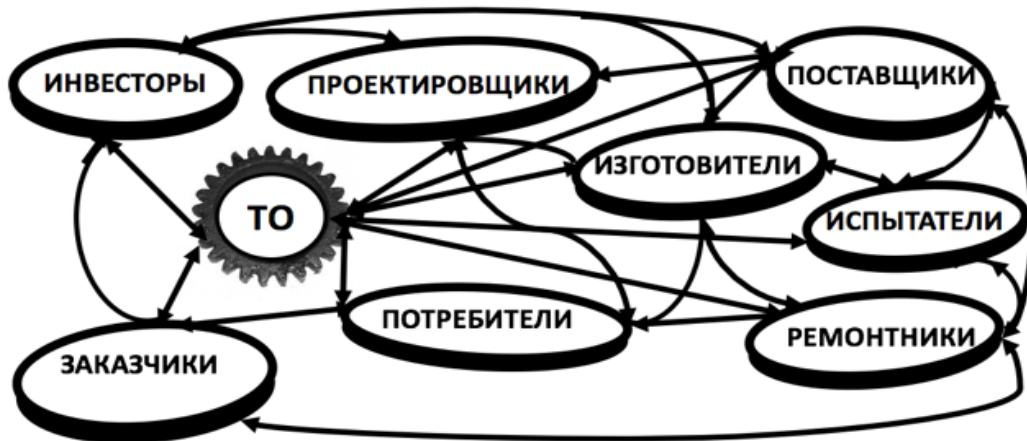 ИНВЕСТОРЫ
ПРОЕКТИРОВЩИКИ
ПОСТАВЩИКИ
ИЗГОТОВИТЕЛИ
ТО
ИСПЫТАТЕЛИ
ПОТРЕБИТЕЛИ
РЕМОНТНИКИ
ЗАКАЗЧИКИ